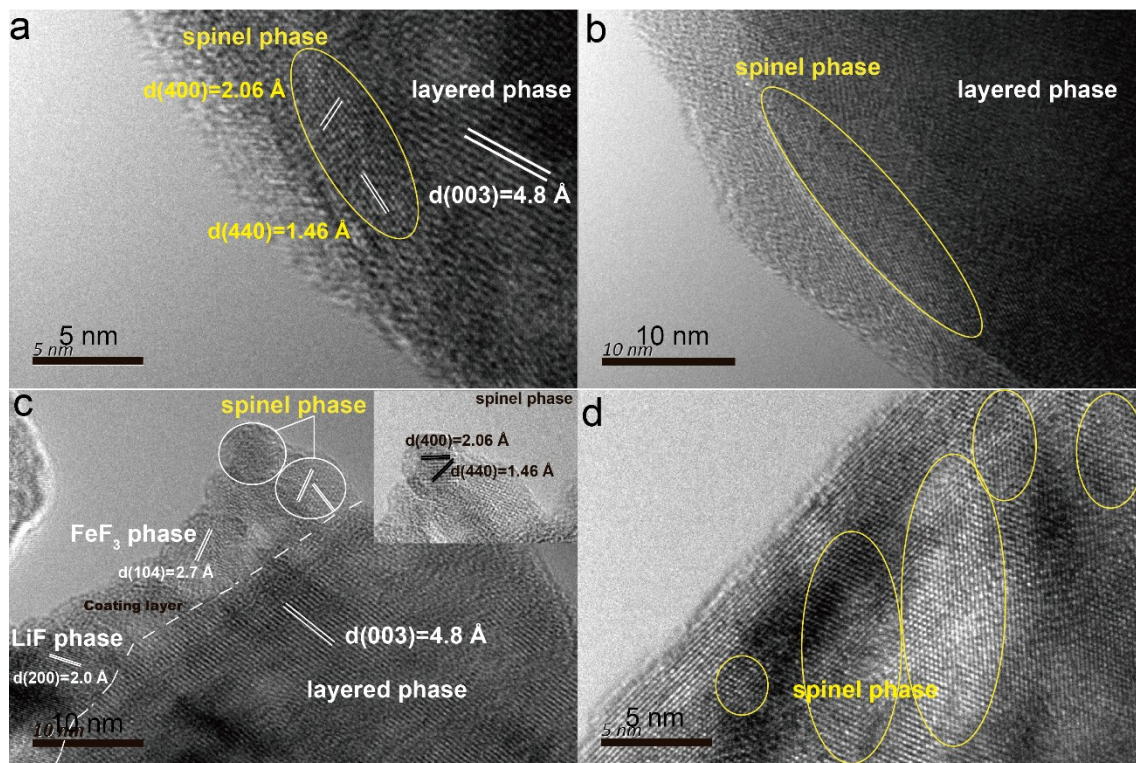 a
spinel phase
d(400)=2.06 Å
layered phase
d(003)=4.8 Å
d(440)=1.46 Å
5 nm
5 nm
b
spinel phase
layered phase
10 nm
10 nm
c
spinel phase
spinel phase
d(400)=2.06 Å
d(440)=1.46 Å
FeF₃ phase
d(104)=2.7 Å
Coating layer
LiF phase
d(200)=2.0 Å
d(003)=4.8 Å
layered phase
10 nm
10 nm
d
spinel phase
5 nm
5 nm